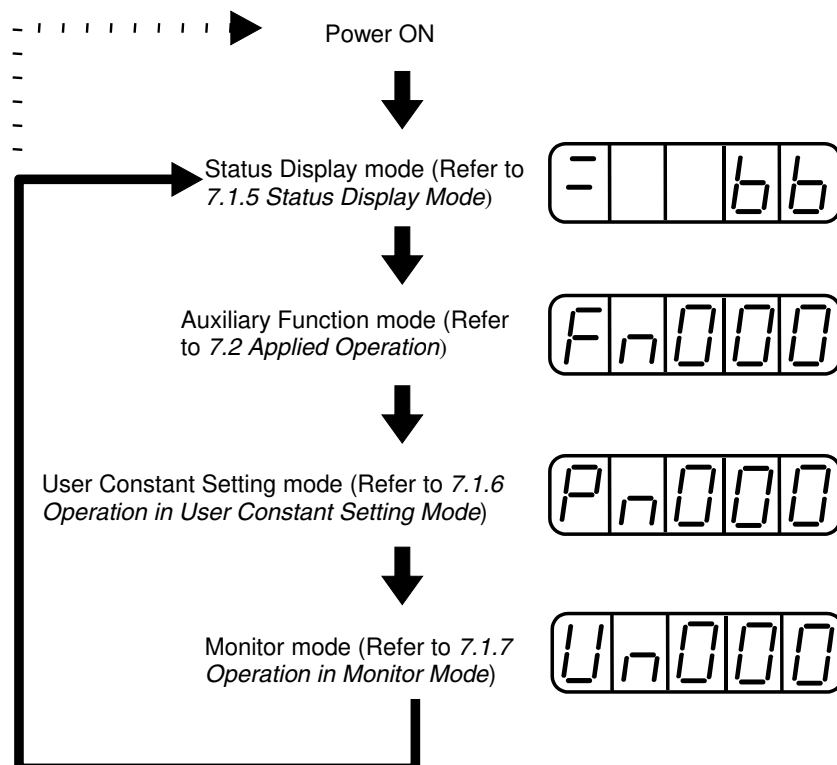 Power ON
Status Display mode (Refer to
7.1.5 Status Display Mode)
bb
Auxiliary Function mode (Refer
to 7.2 Applied Operation)
Fn000
User Constant Setting mode (Refer to 7.1.6
Operation in User Constant Setting Mode)
Pn000
Monitor mode (Refer to 7.1.7
Operation in Monitor Mode)
Un000